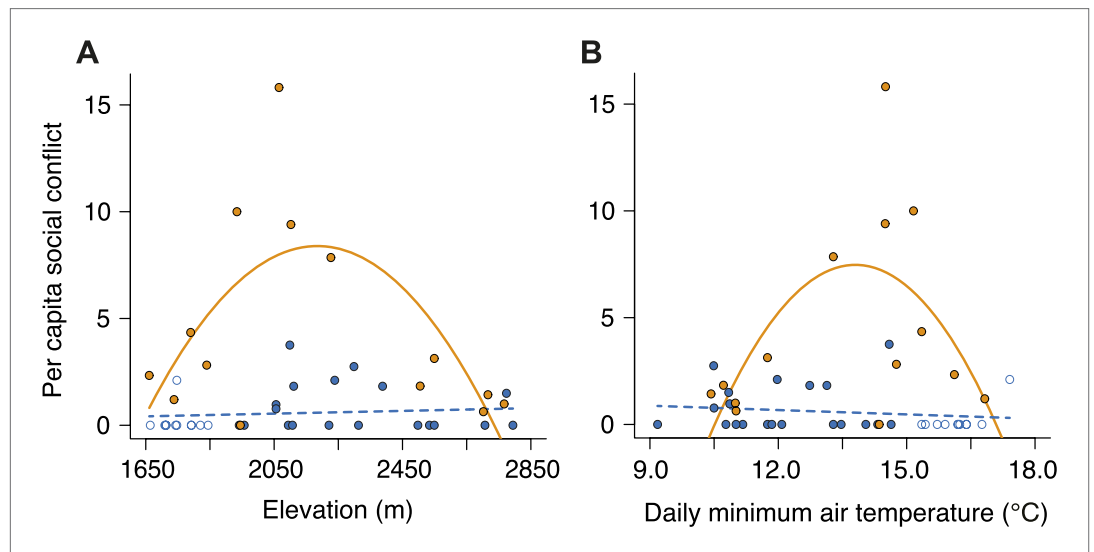 A
B
Per capita social conflict
15
10
5
0
1650 2050 2450 2850
Elevation (m)
15
10
5
0
9.0 12.0 15.0 18.0
Daily minimum air temperature (°C)